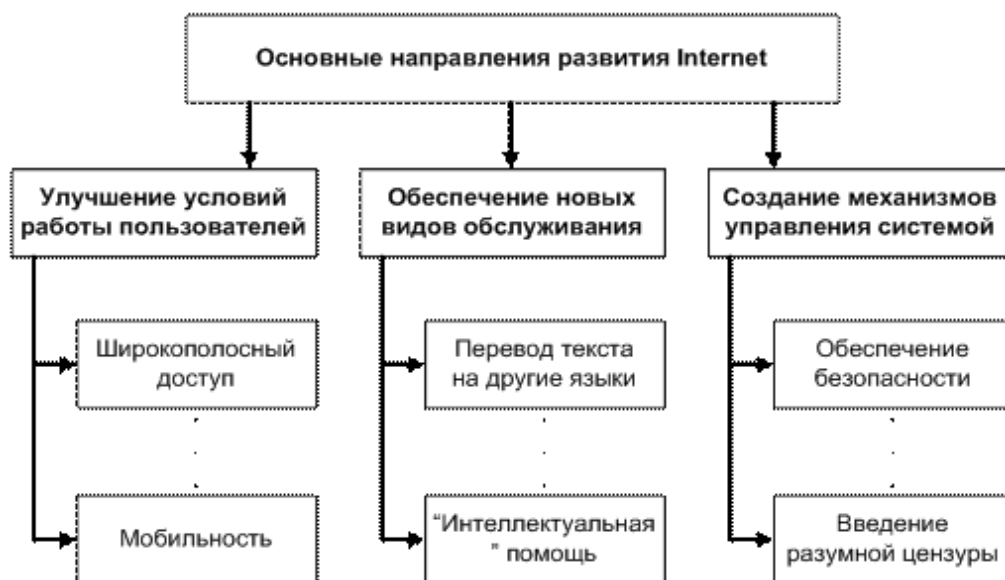 Основные направления развития Internet
Улучшение условий
работы пользователей
Обеспечение новых
видов обслуживания
Создание механизмов
управления системой
Широкополосный
доступ
Перевод текста
на другие языки
Обеспечение
безопасности
Мобильность
“Интеллектуальная
” помощь
Введение
разумной цензуры